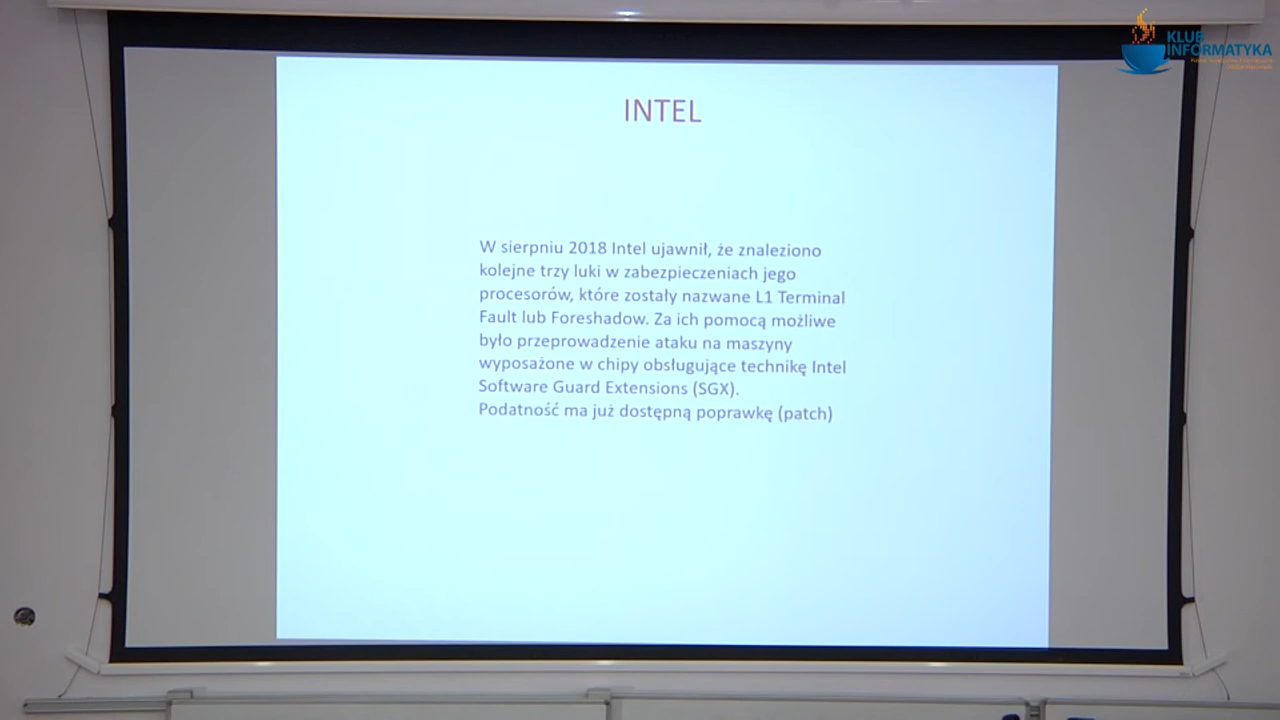 KLUB
INFORMATYKA
INTEL
W sierpniu 2018 Intel ujawnił, że znaleziono
kolejne trzy luki w zabezpieczeniach jego
procesorów, które zostały nazwane L1 Terminal
Fault lub Foreshadow. Za ich pomocą możliwe
było przeprowadzenie ataku na maszyny
wyposażone w chipy obsługujące technikę Intel
Software Guard Extensions (SGX).
Podatność ma już dostępną poprawkę (patch)